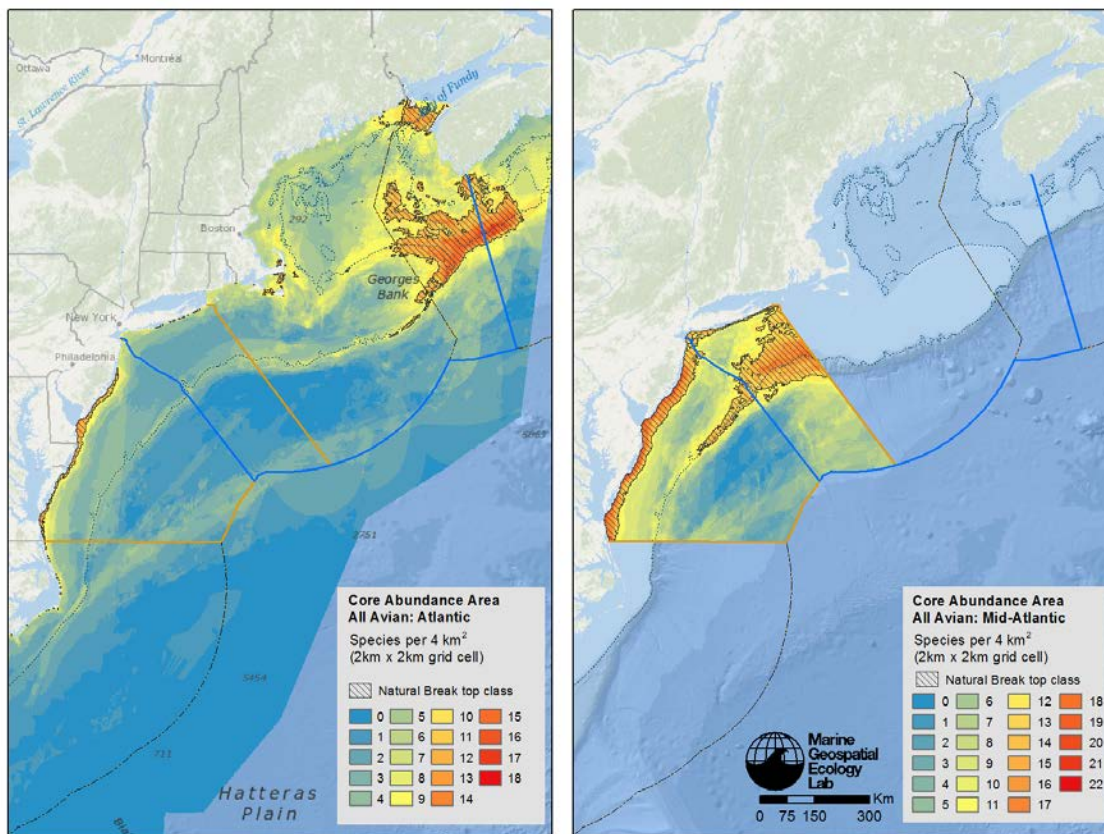 Ottawa
Montréal
St. Lawrence River
of Fundy
292
Boston
Georges
Bank
New York
Philadelphia
5065
2751
5464
711
Hatteras
Plain
Core Abundance Area
All Avian: Atlantic
Species per 4 km²
(2km x 2km grid cell)
Natural Break top class
0 5 10 15
1 6 11 16
2 7 12 17
3 8 13 18
4 9 14
Core Abundance Area
All Avian: Mid-Atlantic
Species per 4 km²
(2km x 2km grid cell)
Natural Break top class
0 6 12 18
1 7 13 19
2 8 14 20
3 9 15 21
4 10 16 22
5 11 17
Marine
Geospatial
Ecology
Lab
Km
0 75 150 300